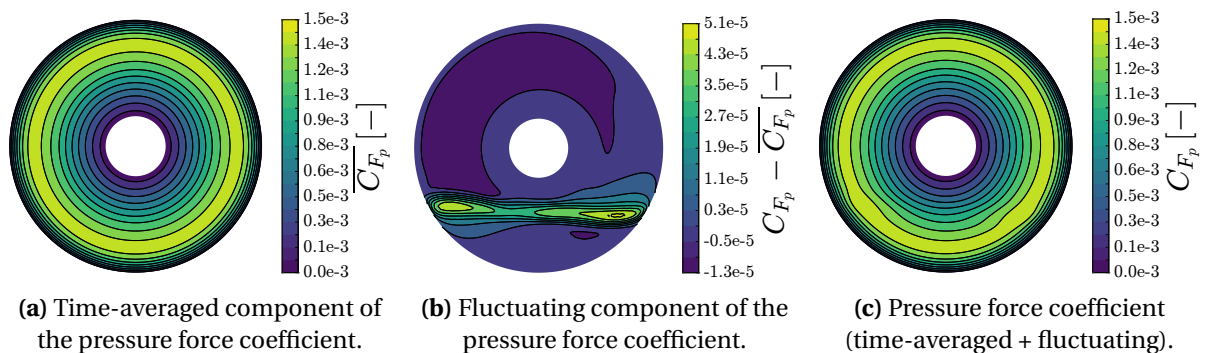 1.5e-3
1.4e-3
1.1e-3
0.9e-3
0.8e-3
0.6e-3
0.5e-3
0.3e-3
0.1e-3
0.0e-3
$\overline{C_{F_p}}$ [−]
(a) Time-averaged component of
the pressure force coefficient.
5.1e-5
4.3e-5
3.5e-5
2.7e-5
1.9e-5
1.1e-5
0.3e-5
-0.5e-5
-1.3e-5
$C_{F_p} - \overline{C_{F_p}}$ [−]
(b) Fluctuating component of the
pressure force coefficient.
1.5e-3
1.4e-3
1.1e-3
0.9e-3
0.8e-3
0.6e-3
0.5e-3
0.3e-3
0.1e-3
0.0e-3
$C_{F_p}$ [−]
(c) Pressure force coefficient
(time-averaged + fluctuating).